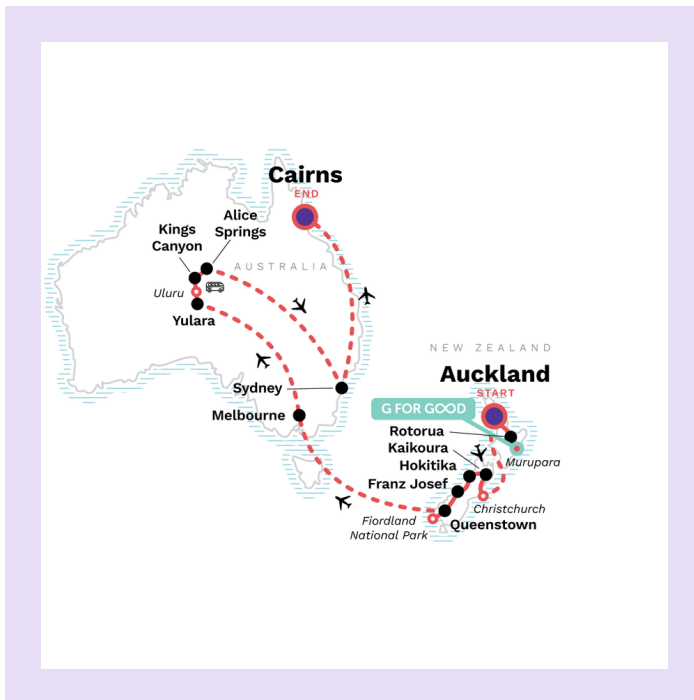 Cairns
END
Alice
Springs
Kings
Canyon
AUSTRALIA
Uluru
Yulara
NEW ZEALAND
Auckland
START
Sydney
G FOR GOOD
Melbourne
Rotorua
Kaikoura
Murupara
Hokitika
Franz Josef
Christchurch
Fiordland
National Park
Queenstown